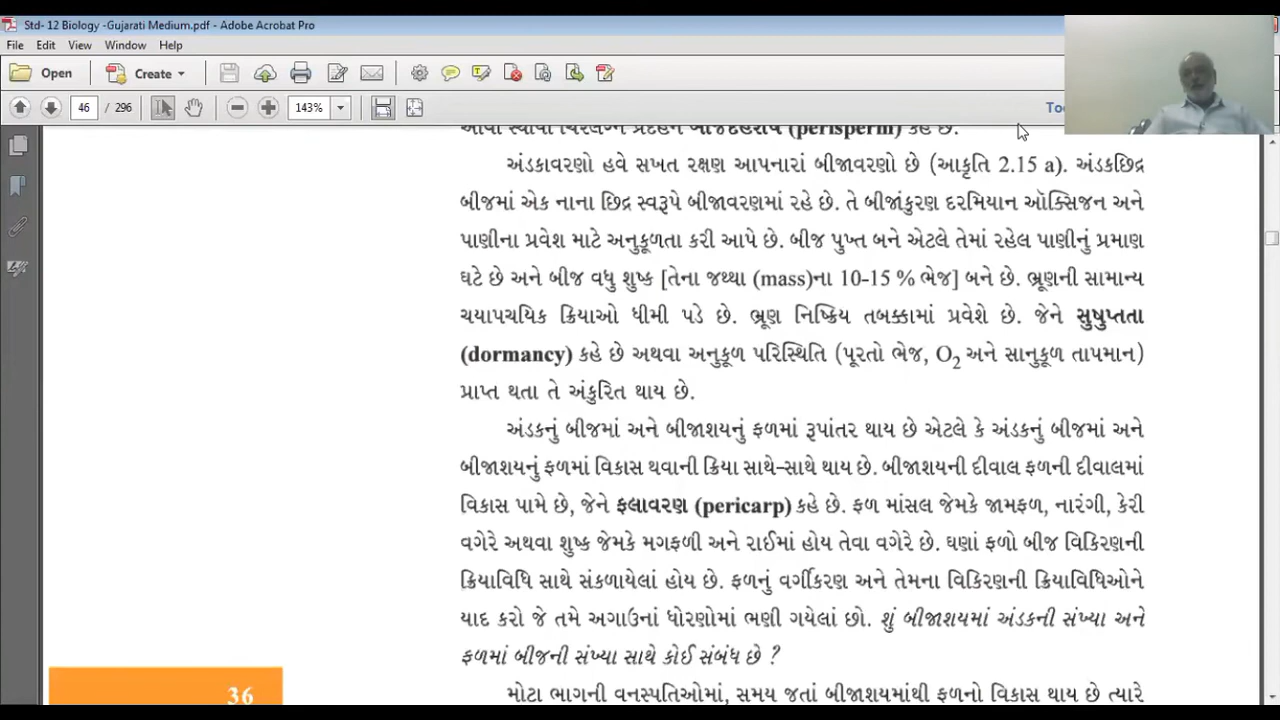 Std- 12 Biology -Gujarati Medium.pdf - Adobe Acrobat Pro
File Edit View Window Help
Open Create
46 / 296 143%
(perisperm) કહે છે.
અંડકાવરણો હવે સખત રક્ષણ આપનારાં બીજાવરણો છે (આકૃતિ 2.15 a). અંડકછિદ્ર
બીજમાં એક નાના છિદ્ર સ્વરૂપે બીજાવરણમાં રહે છે. તે બીજાંકુરણ દરમિયાન ઑક્સિજન અને
પાણીના પ્રવેશ માટે અનુકૂળતા કરી આપે છે. બીજ પુખ્ત બને એટલે તેમાં રહેલ પાણીનું પ્રમાણ
ઘટે છે અને બીજ વધુ શુષ્ક [તેના જથ્થા (mass)ના 10-15 % ભેજ] બને છે. ભ્રૂણની સામાન્ય
ચયાપચયિક ક્રિયાઓ ધીમી પડે છે. ભ્રૂણ નિષ્ક્રિય તબક્કામાં પ્રવેશે છે. જેને સુષુપ્તતા
(dormancy) કહે છે અથવા અનુકૂળ પરિસ્થિતિ (પૂરતો ભેજ, O2 અને સાનુકૂળ તાપમાન)
પ્રાપ્ત થતા તે અંકુરિત થાય છે.
અંડકનું બીજમાં અને બીજાશયનું ફળમાં રૂપાંતર થાય છે એટલે કે અંડકનું બીજમાં અને
બીજાશયનું ફળમાં વિકાસ થવાની ક્રિયા સાથે-સાથે થાય છે. બીજાશયની દીવાલ ફળની દીવાલમાં
વિકાસ પામે છે, જેને ફલાવરણ (pericarp) કહે છે. ફળ માંસલ જેમકે જામફળ, નારંગી, કેરી
વગેરે અથવા શુષ્ક જેમકે મગફળી અને રાઈમાં હોય તેવા વગેરે છે. ઘણાં ફળો બીજ વિકિરણની
ક્રિયાવિધિ સાથે સંકળાયેલાં હોય છે. ફળનું વર્ગીકરણ અને તેમના વિકિરણની ક્રિયાવિધિઓને
યાદ કરો જે તમે અગાઉનાં ધોરણોમાં ભણી ગયેલાં છો. શું બીજાશયમાં અંડકની સંખ્યા અને
ફળમાં બીજની સંખ્યા સાથે કોઈ સંબંધ છે ?
36
મોટા ભાગની વનસ્પતિઓમાં, સમય જતાં બીજાશયમાંથી ફળનો વિકાસ થાય છે ત્યારે